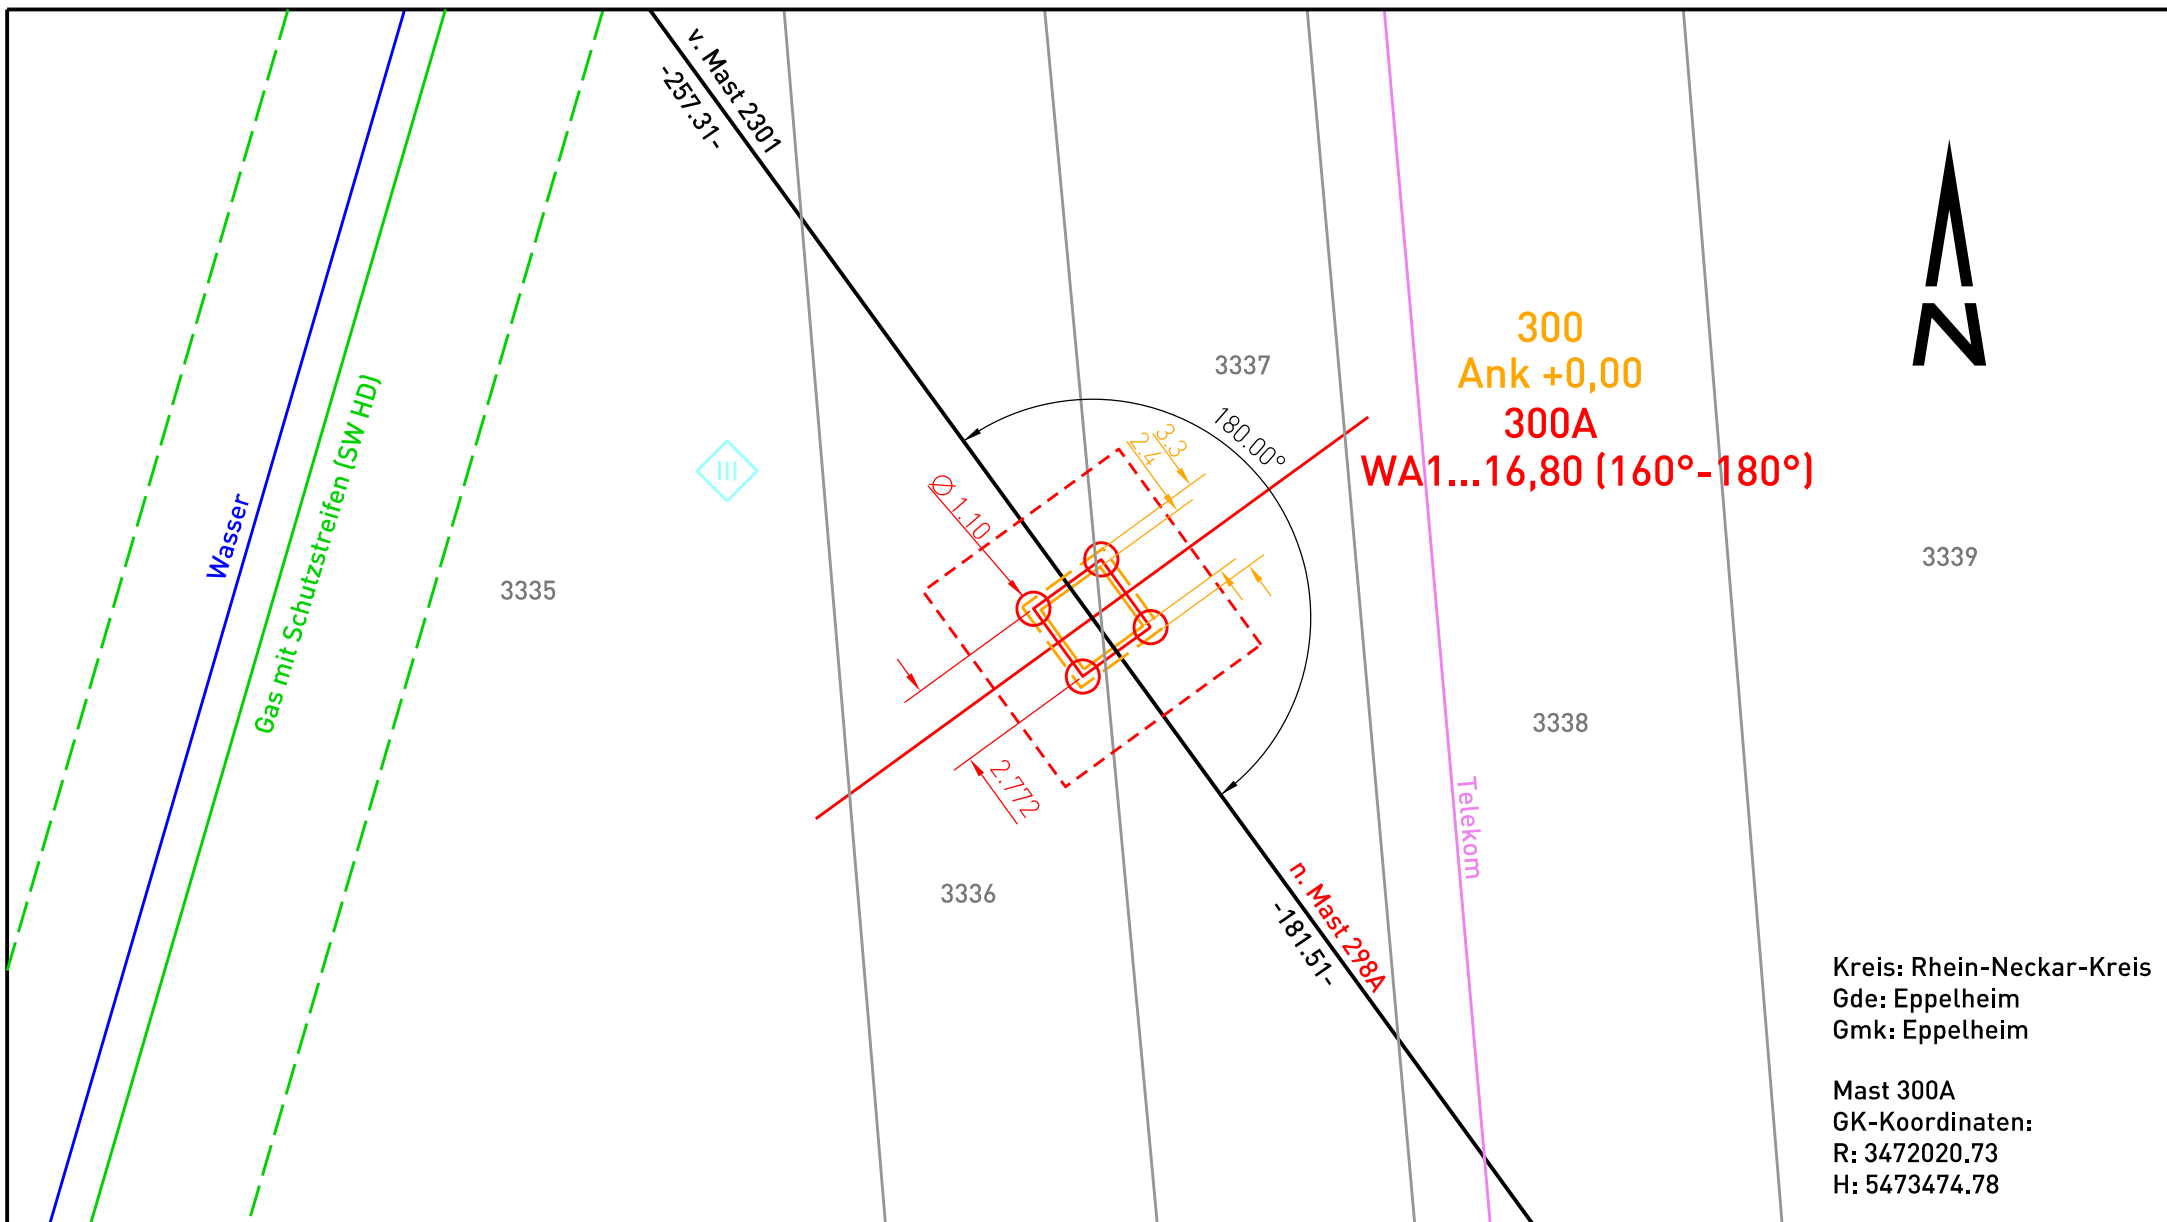 v. Mast 2301
-257.31-
N
300
Ank +0,00
300A
WA1...16,80 (160°-180°)
3337
180.00°
3.3
2.4
Ø 1.10
III
Wasser
Gas mit Schutzstreifen (SW HD)
3335
3339
3338
2.772
Telekom
3336
n. Mast 298A
-181.51-
Kreis: Rhein-Neckar-Kreis
Gde: Eppelheim
Gmk: Eppelheim
Mast 300A
GK-Koordinaten:
R: 3472020.73
H: 5473474.78